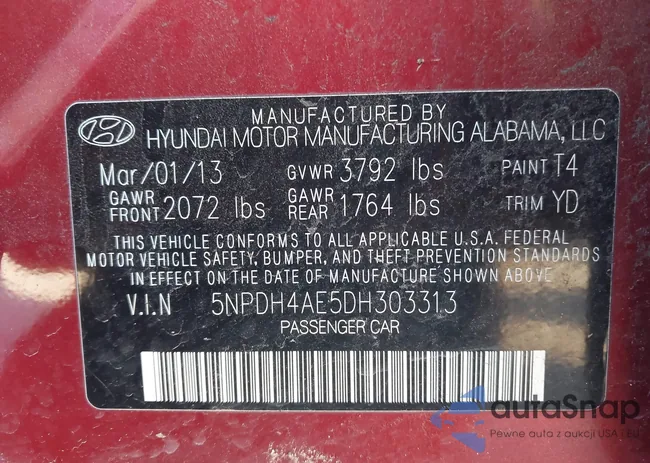 MANUFACTURED BY
HYUNDAI MOTOR MANUFACTURING ALABAMA, LLC
Mar/01/13 GVWR 3792 lbs PAINT T4
GAWR FRONT 2072 lbs GAWR REAR 1764 lbs TRIM YD
THIS VEHICLE CONFORMS TO ALL APPLICABLE U.S.A. FEDERAL
MOTOR VEHICLE SAFETY, BUMPER, AND THEFT PREVENTION STANDARDS
IN EFFECT ON THE DATE OF MANUFACTURE SHOWN ABOVE.
V.I.N 5NPDH4AE5DH303313
PASSENGER CAR
autoSnap
Pewne auta z aukcji USA i EU